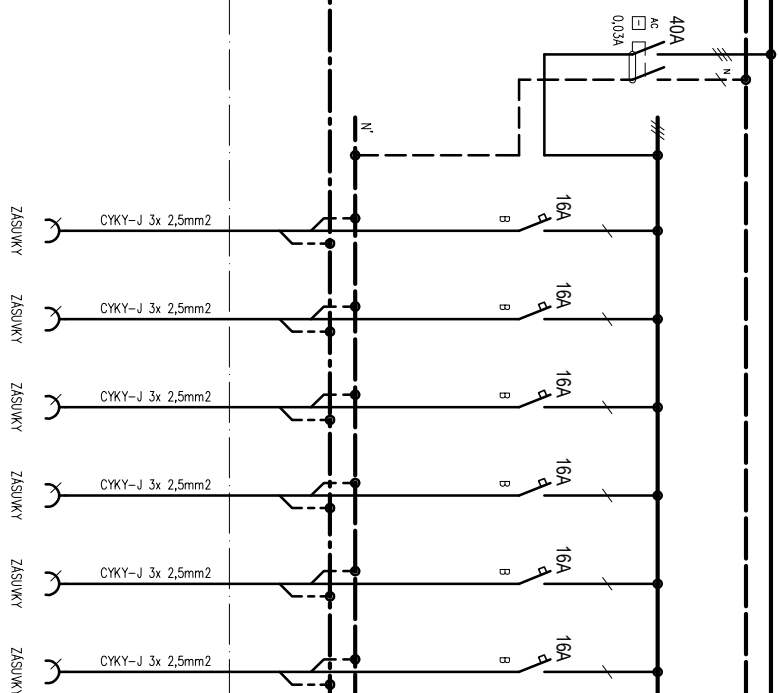 40A
AC
0,03A
N
N'
16A
B
CYKY-J 3x 2,5mm2
ZÁSUVKY
16A
B
CYKY-J 3x 2,5mm2
ZÁSUVKY
16A
B
CYKY-J 3x 2,5mm2
ZÁSUVKY
16A
B
CYKY-J 3x 2,5mm2
ZÁSUVKY
16A
B
CYKY-J 3x 2,5mm2
ZÁSUVKY
16A
B
CYKY-J 3x 2,5mm2
ZÁSUVKY